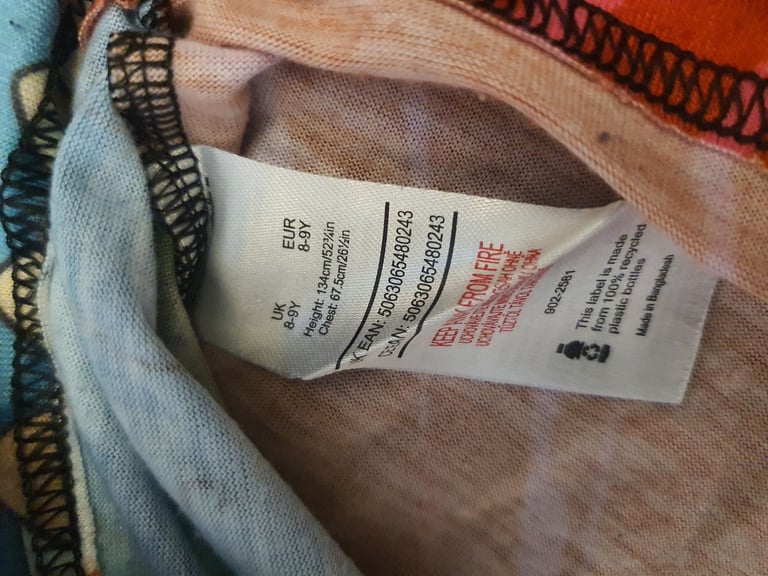 UK EUR
8-9Y 8-9Y
Height: 134cm/52¾in
Chest: 67.5cm/26½in
EAN: 5063065480243
5063065480243
KEEP AWAY FROM FIRE
902-2581
This label is made
from 100% recycled
plastic bottles
Made in Bangladesh